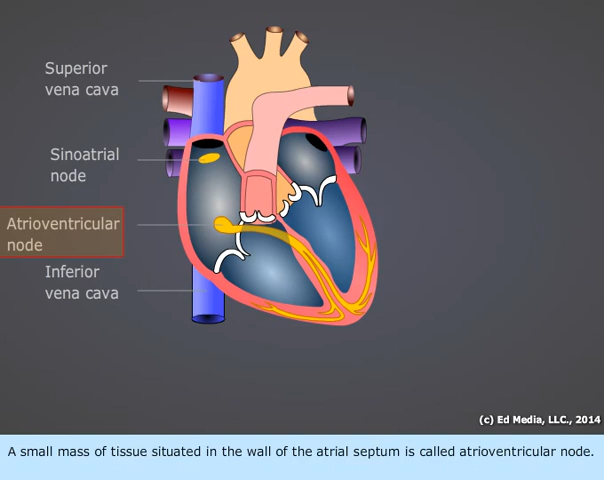 Superior
vena cava
Sinoatrial
node
Atrioventricular
node
Inferior
vena cava
(c) Ed Media, LLC., 2014
A small mass of tissue situated in the wall of the atrial septum is called atrioventricular node.